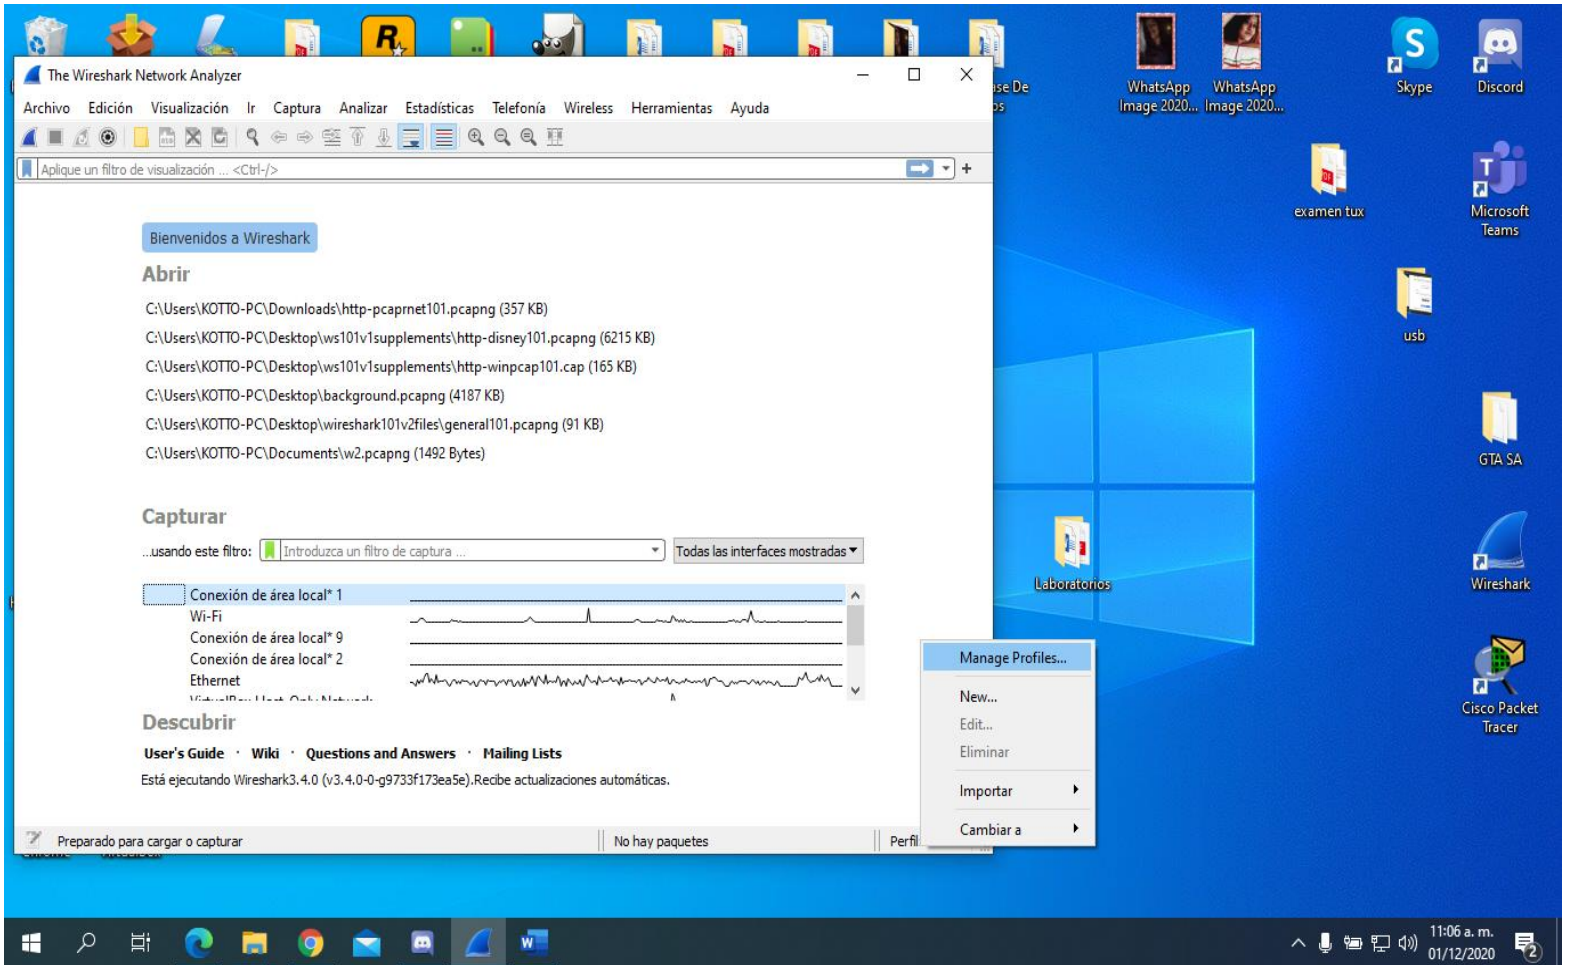 The Wireshark Network Analyzer
Archivo Edición Visualización Ir Captura Analizar Estadísticas Telefonía Wireless Herramientas Ayuda
Aplique un filtro de visualización ... <Ctrl-/>
Bienvenidos a Wireshark
Abrir
C:\Users\KOTTO-PC\Downloads\http-pcaprnet101.pcapng (357 KB)
C:\Users\KOTTO-PC\Desktop\ws101v1supplements\http-disney101.pcapng (6215 KB)
C:\Users\KOTTO-PC\Desktop\ws101v1supplements\http-winpcap101.cap (165 KB)
C:\Users\KOTTO-PC\Desktop\background.pcapng (4187 KB)
C:\Users\KOTTO-PC\Desktop\wireshark101v2files\general101.pcapng (91 KB)
C:\Users\KOTTO-PC\Documents\w2.pcapng (1492 Bytes)
Capturar
...usando este filtro: Introduzca un filtro de captura ... Todas las interfaces mostradas
Conexión de área local* 1
Wi-Fi
Conexión de área local* 9
Conexión de área local* 2
Ethernet
Descubrir
User's Guide · Wiki · Questions and Answers · Mailing Lists
Está ejecutando Wireshark3.4.0 (v3.4.0-0-g9733f173ea5e).Recibe actualizaciones automáticas.
Preparado para cargar o capturar No hay paquetes Perfil
Manage Profiles...
New...
Edit...
Eliminar
Importar
Cambiar a
WhatsApp
Image 2020...
WhatsApp
Image 2020...
Skype
Discord
examen tux
Microsoft
Teams
usb
GTA SA
Laboratorios
Wireshark
Cisco Packet
Tracer
11:06 a. m.
01/12/2020
2